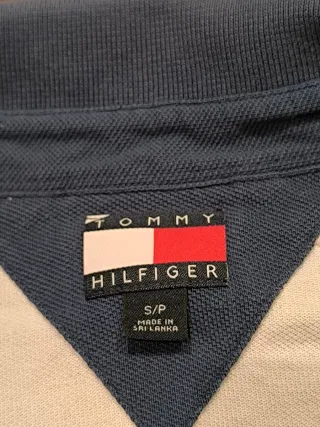 TOMMY
HILFIGER
S/P
MADE IN
SRI LANKA